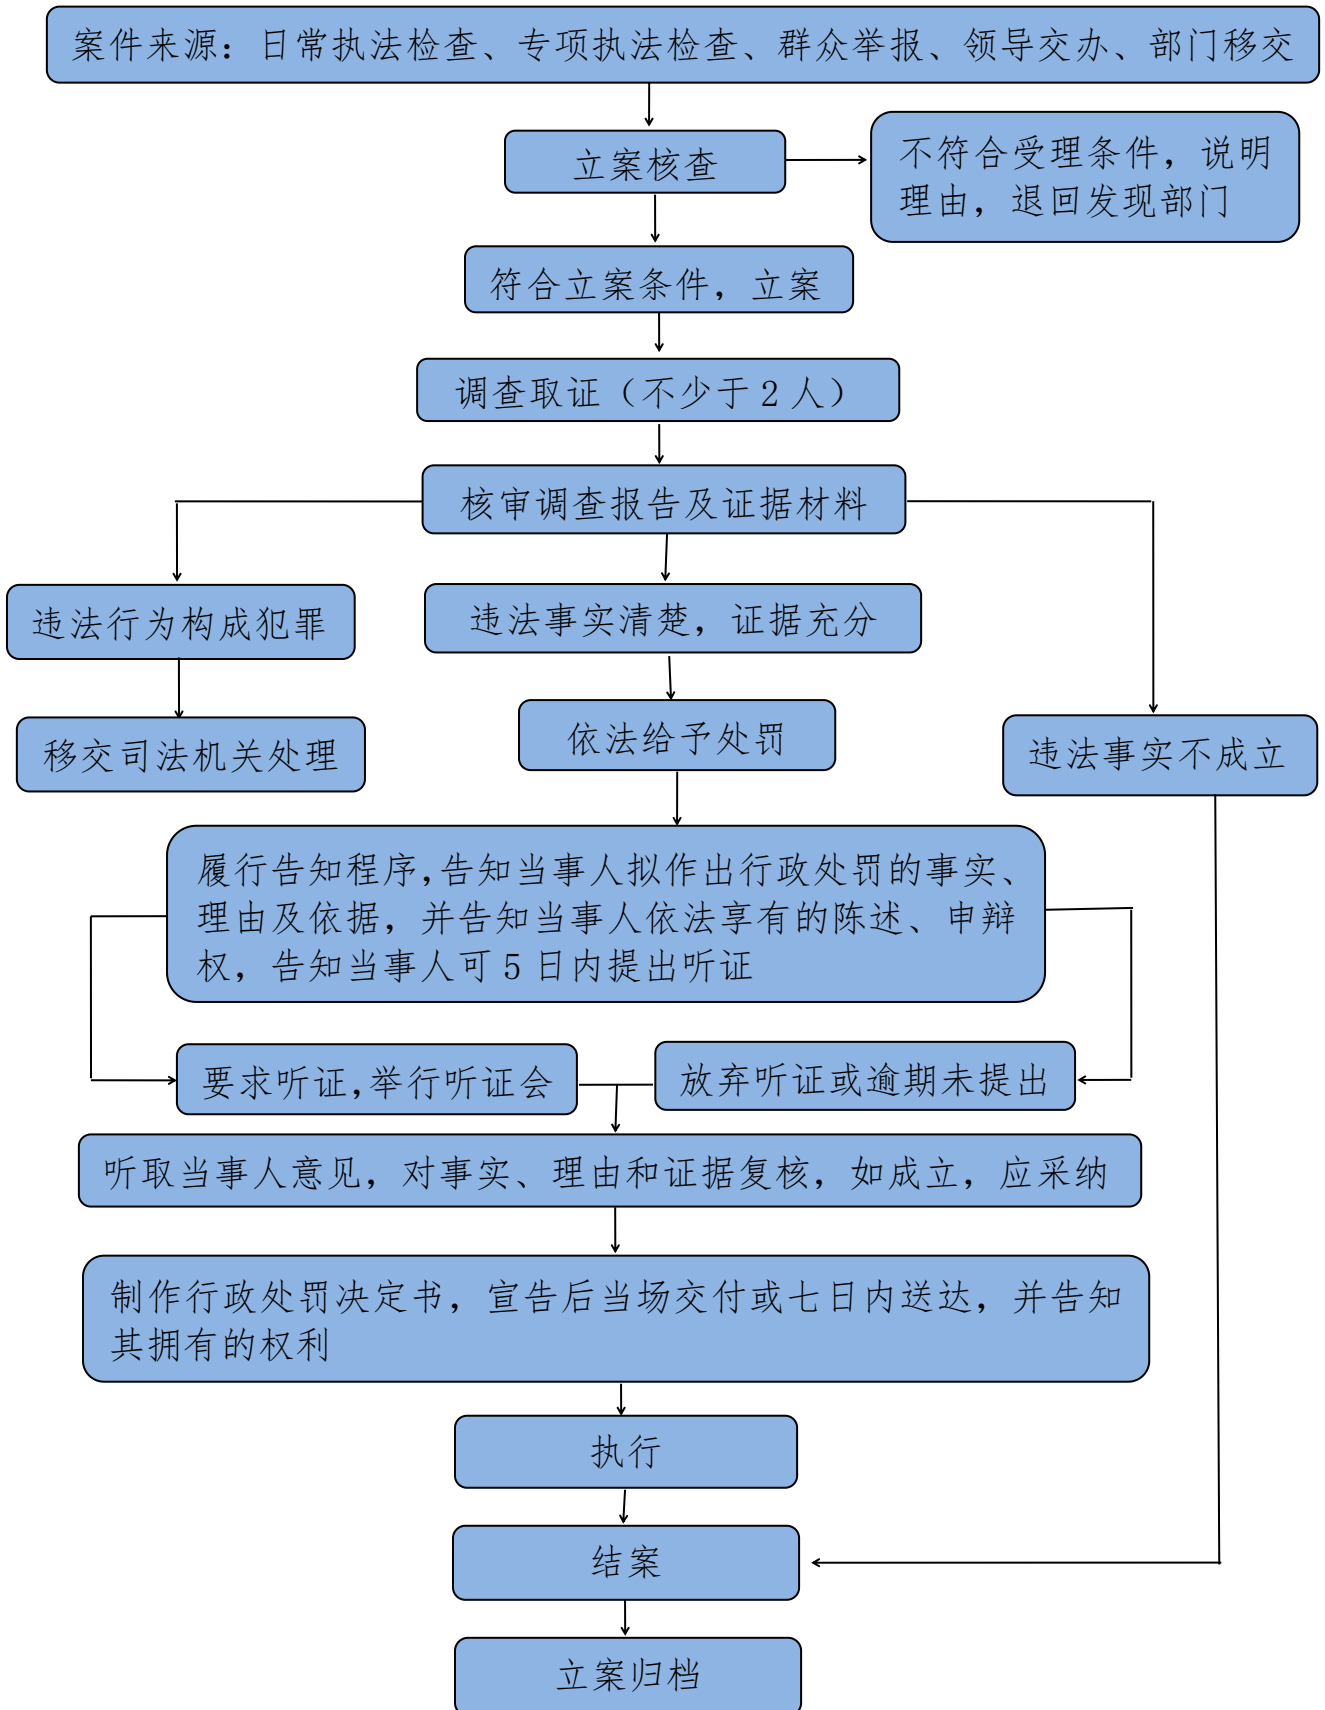 案件来源：日常执法检查、专项执法检查、群众举报、领导交办、部门移交
立案核查
不符合受理条件，说明
理由，退回发现部门
符合立案条件，立案
调查取证（不少于2人）
核审调查报告及证据材料
违法行为构成犯罪
违法事实清楚，证据充分
移交司法机关处理
依法给予处罚
违法事实不成立
履行告知程序,告知当事人拟作出行政处罚的事实、
理由及依据，并告知当事人依法享有的陈述、申辩
权，告知当事人可5日内提出听证
要求听证,举行听证会
放弃听证或逾期未提出
听取当事人意见，对事实、理由和证据复核，如成立，应采纳
制作行政处罚决定书，宣告后当场交付或七日内送达，并告知
其拥有的权利
执行
结案
立案归档